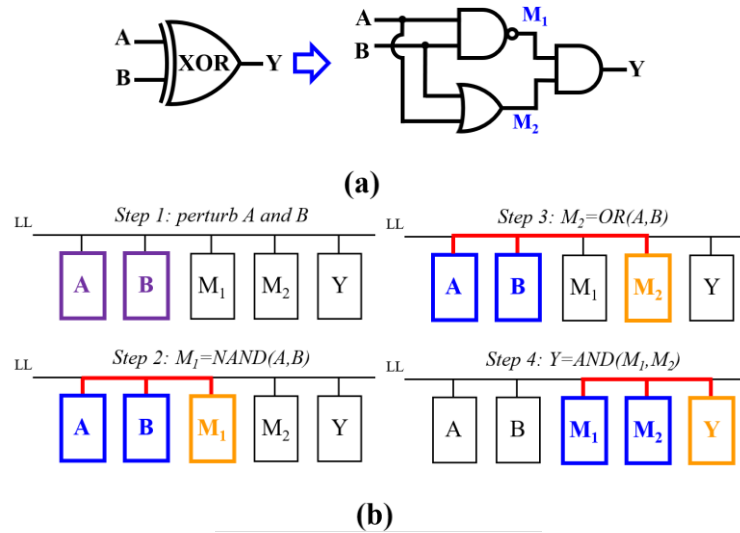 A
B
XOR
Y
A
B
M₁
M₂
Y
(a)
LL
Step 1: perturb A and B
A B M₁ M₂ Y
LL
Step 3: M₂=OR(A,B)
A B M₁ M₂ Y
LL
Step 2: M₁=NAND(A,B)
A B M₁ M₂ Y
LL
Step 4: Y=AND(M₁,M₂)
A B M₁ M₂ Y
(b)